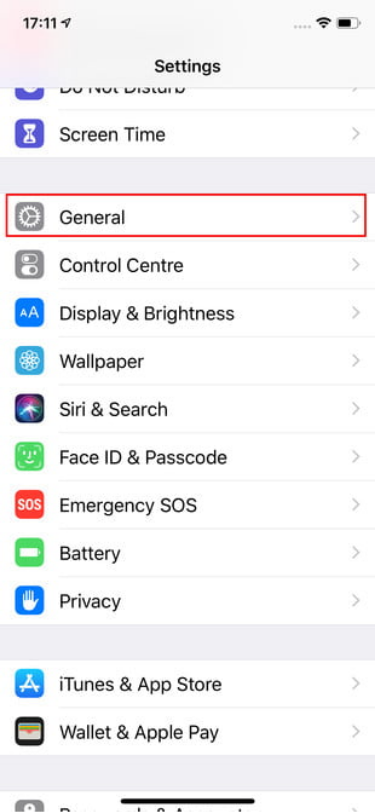 17:11
Settings
Do Not Disturb
Screen Time
General
Control Centre
AA
Display & Brightness
Wallpaper
Siri & Search
Face ID & Passcode
SOS
Emergency SOS
Battery
Privacy
iTunes & App Store
Wallet & Apple Pay